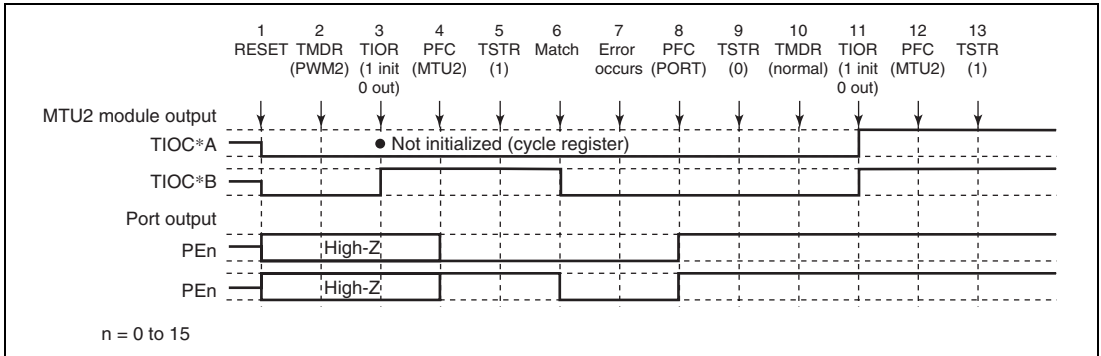 1 2 3 4 5 6 7 8 9 10 11 12 13
RESET TMDR TIOR PFC TSTR Match Error PFC TSTR TMDR TIOR PFC TSTR
(PWM2) (1 init (MTU2) (1) occurs (PORT) (0) (normal) (1 init (MTU2) (1)
0 out) 0 out)
MTU2 module output
TIOC*A ● Not initialized (cycle register)
TIOC*B
Port output
PEn High-Z
PEn High-Z
n = 0 to 15